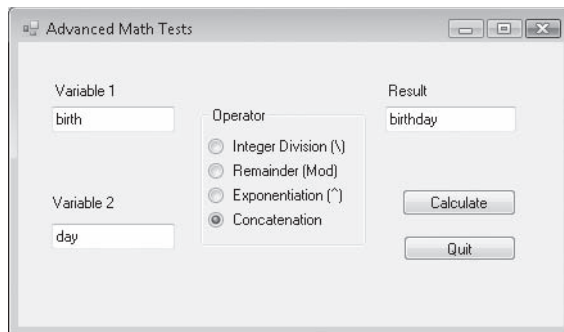 Advanced Math Tests
Variable 1
birth
Operator
Integer Division (\)
Remainder (Mod)
Exponentiation (^)
Concatenation
Result
birthday
Variable 2
day
Calculate
Quit